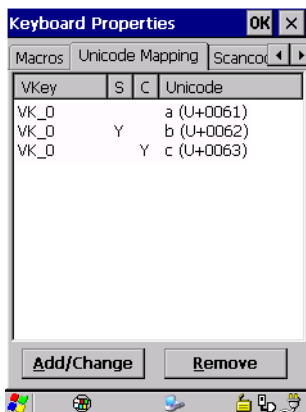 Keyboard Properties OK ×
Macros Unicode Mapping Scancod
VKey S C Unicode
VK_0 a (U+0061)
VK_0 Y b (U+0062)
VK_0 Y c (U+0063)
Add/Change Remove